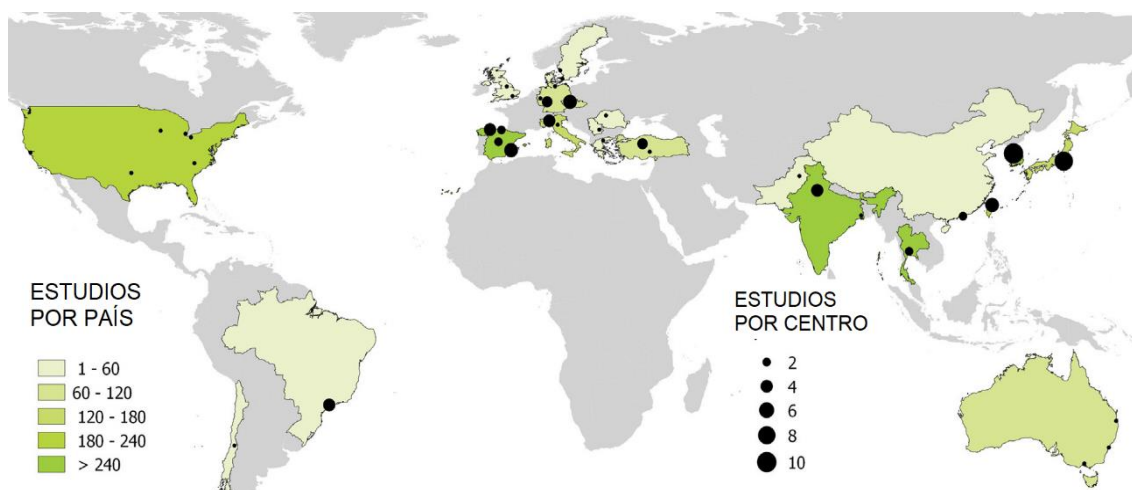 ESTUDIOS
POR PAÍS
1 - 60
60 - 120
120 - 180
180 - 240
> 240
ESTUDIOS
POR CENTRO
2
4
6
8
10